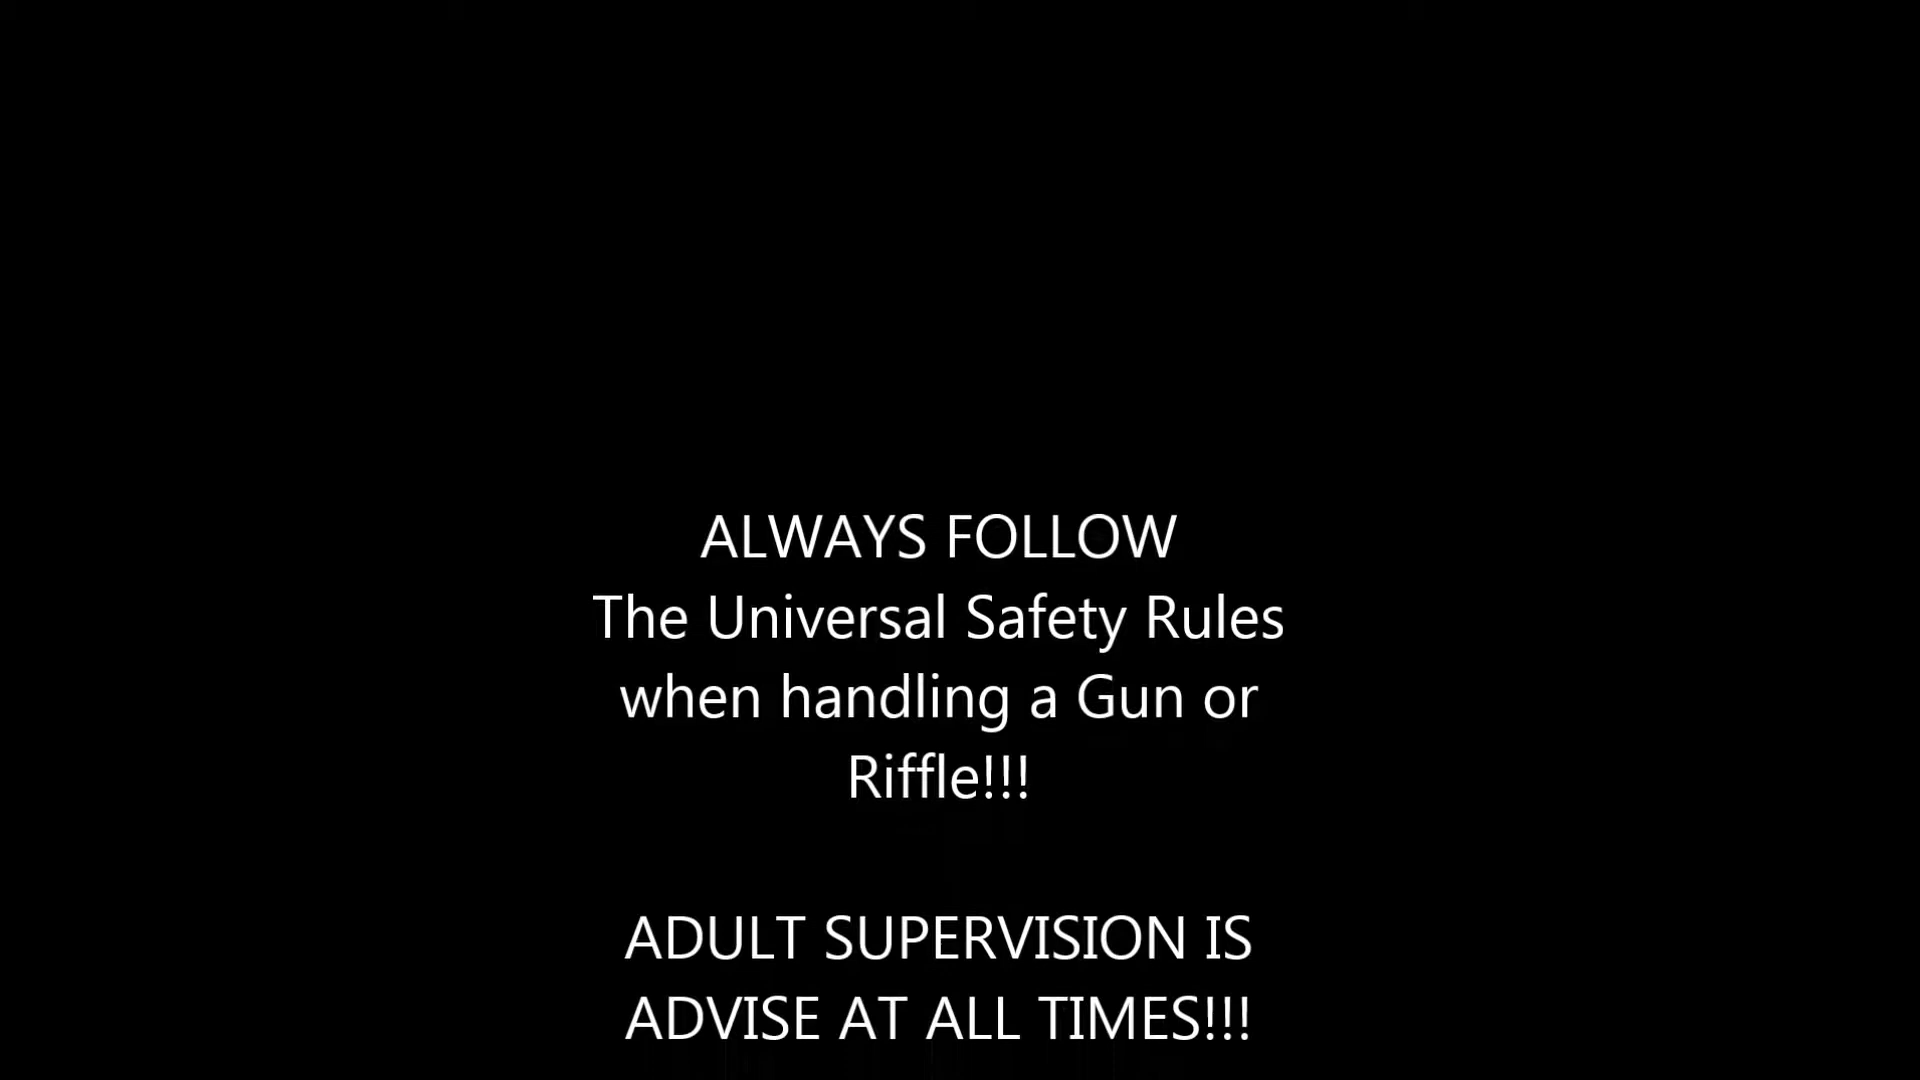 ALWAYS FOLLOW
The Universal Safety Rules
when handling a Gun or
Riffle!!!
ADULT SUPERVISION IS
ADVISE AT ALL TIMES!!!